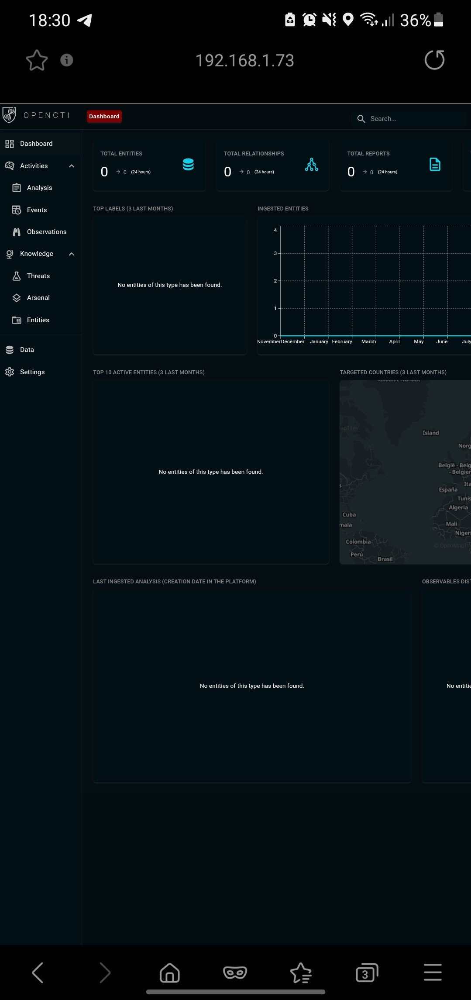 18:30
36%
192.168.1.73
OPENCTI
Dashboard
Search...
Dashboard
Activities
Analysis
Events
Observations
Knowledge
Threats
Arsenal
Entities
Data
Settings
TOTAL ENTITIES
0 → 0 (24 hours)
TOTAL RELATIONSHIPS
0 → 0 (24 hours)
TOTAL REPORTS
0 → 0 (24 hours)
TOP LABELS (3 LAST MONTHS)
No entities of this type has been found.
INGESTED ENTITIES
4
3
2
1
0
November December January February March April May June July
TOP 10 ACTIVE ENTITIES (3 LAST MONTHS)
No entities of this type has been found.
TARGETED COUNTRIES (3 LAST MONTHS)
Kalaallit Nunaat
apTiles
Ísland
Norg
België - Belg
- Belgien
Ita
España
Tunis
Algeria
Cuba
mala
Mali
Nigeri
Colombia
© OpenMapTil
Perú
Brasil
LAST INGESTED ANALYSIS (CREATION DATE IN THE PLATFORM)
No entities of this type has been found.
OBSERVABLES DIST
No entitie
3